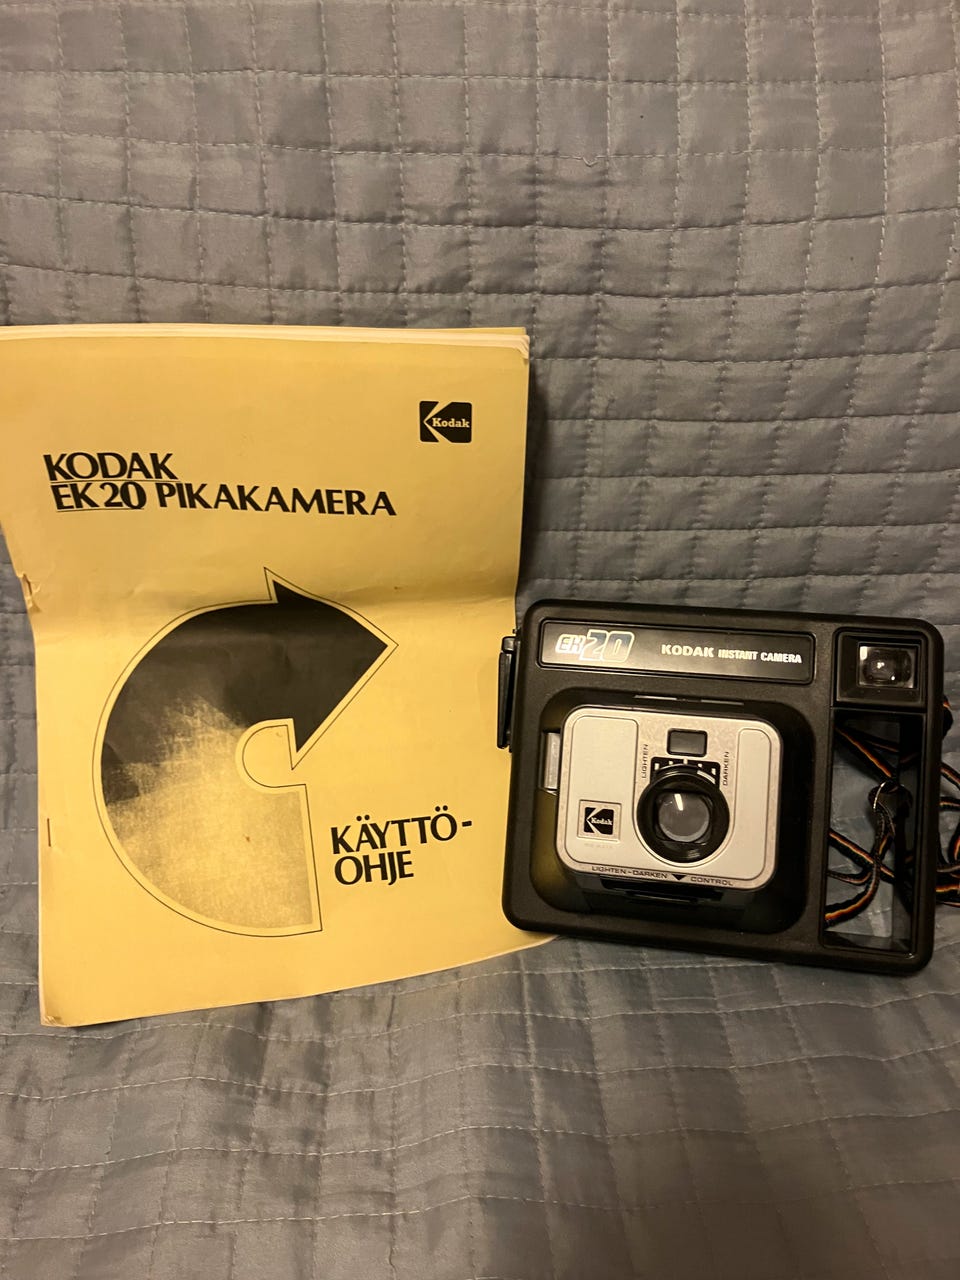 Kodak
KODAK
EK20 PIKAKAMERA
KÄYTTÖ-
OHJE
EK20 KODAK INSTANT CAMERA
LIGHTEN
DARKEN
Kodak
LIGHTEN-DARKEN CONTROL